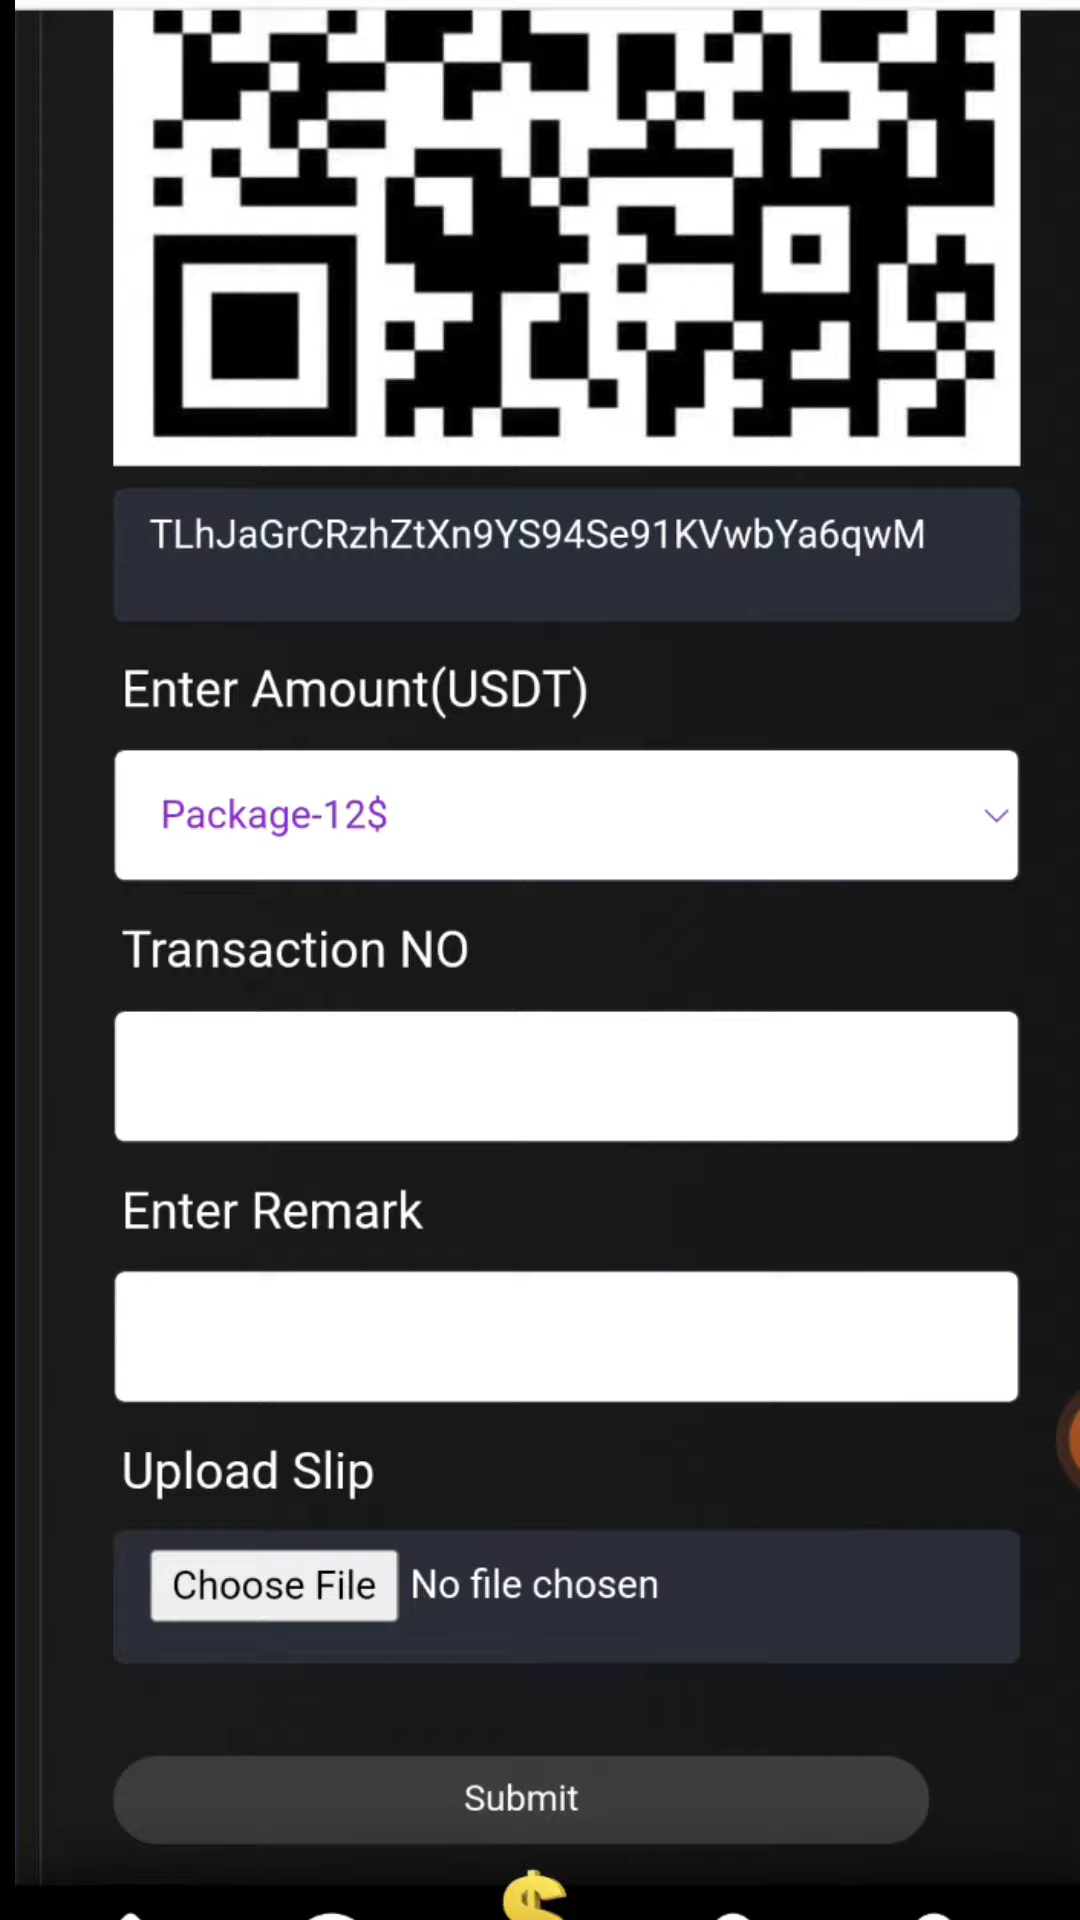 TLhJaGrCRzhZtXn9YS94Se91KVwbYa6qwM
Enter Amount(USDT)
Package-12$
Transaction NO
Enter Remark
Upload Slip
Choose File No file chosen
Submit